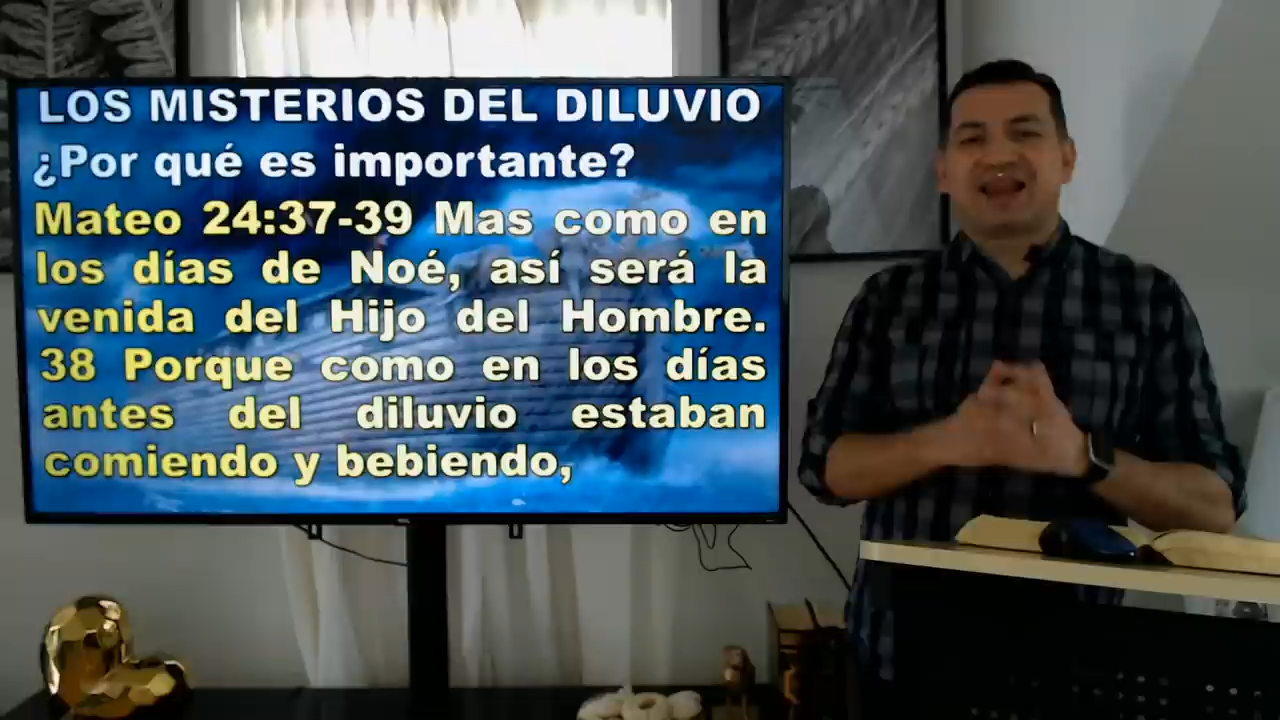 LOS MISTERIOS DEL DILUVIO
¿Por qué es importante?
Mateo 24:37-39 Mas como en
los días de Noé, así será la
venida del Hijo del Hombre.
38 Porque como en los días
antes del diluvio estaban
comiendo y bebiendo,